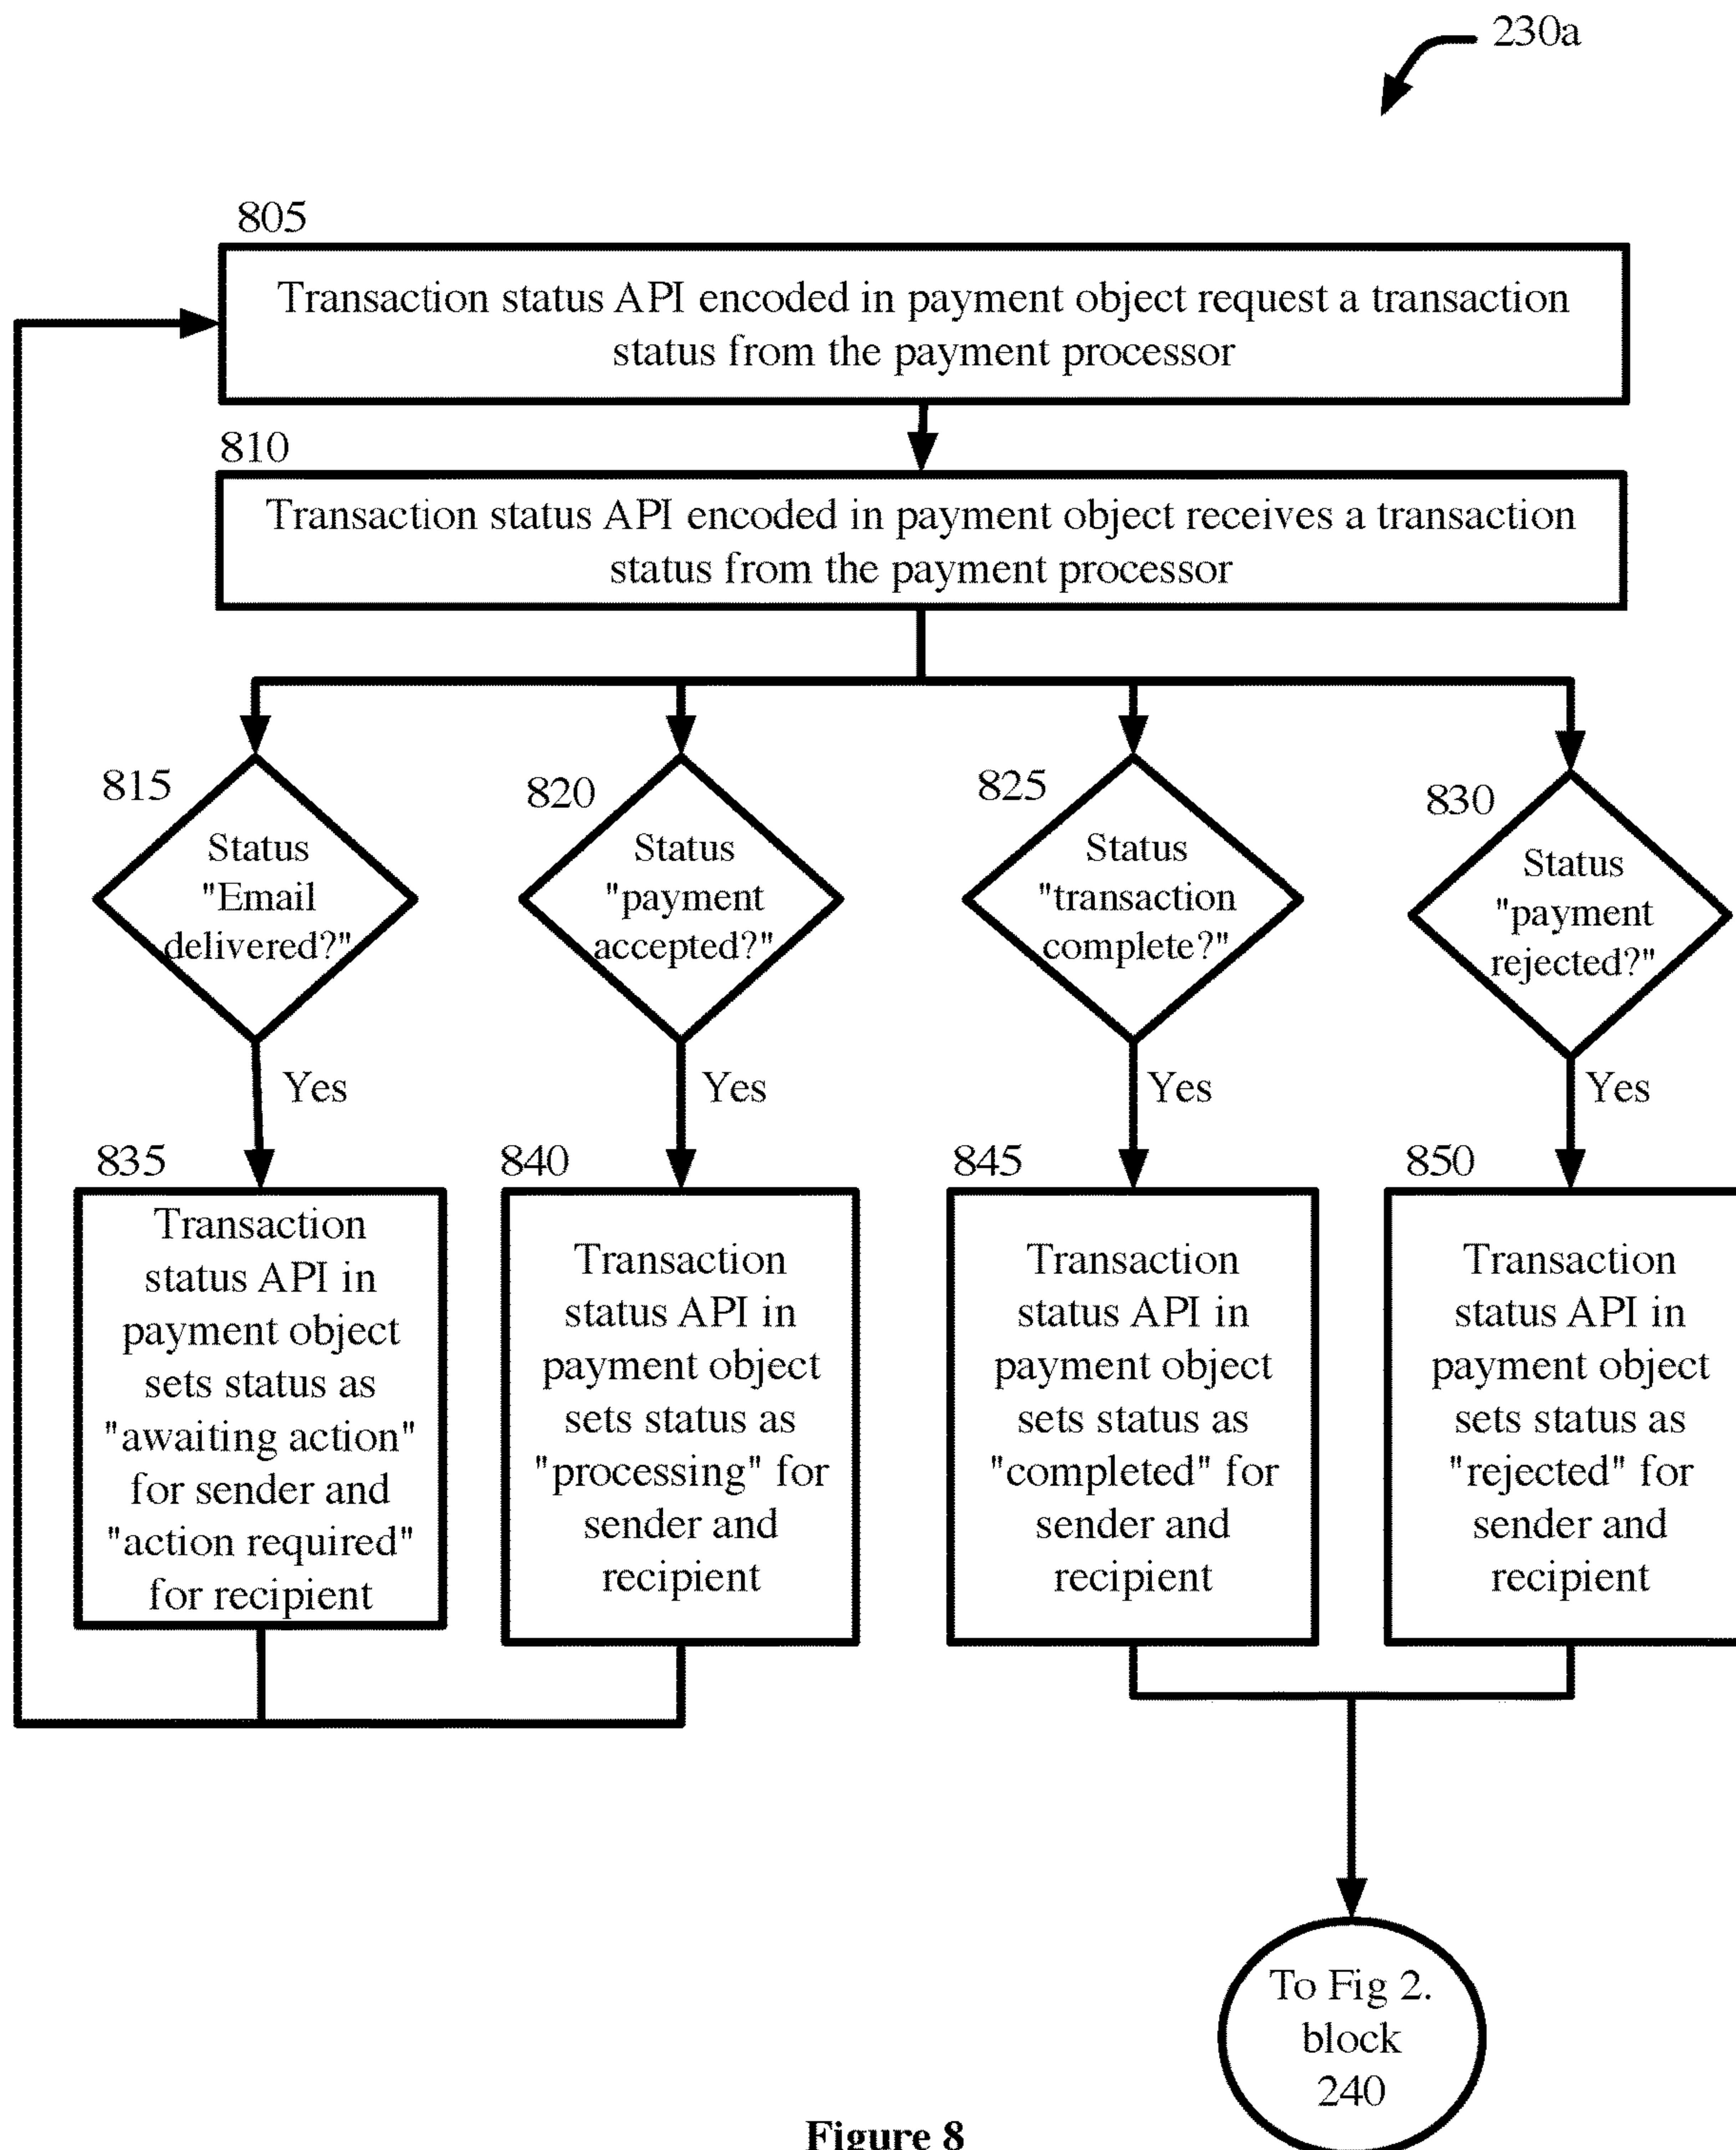 230a
805
Transaction status API encoded in payment object request a transaction
status from the payment processor
810
Transaction status API encoded in payment object receives a transaction
status from the payment processor
815
Status
"Email
delivered?"
820
Status
"payment
accepted?"
825
Status
"transaction
complete?"
830
Status
"payment
rejected?"
Yes
Yes
Yes
Yes
835
Transaction
status API in
payment object
sets status as
"awaiting action"
for sender and
"action required"
for recipient
840
Transaction
status API in
payment object
sets status as
"processing" for
sender and
recipient
845
Transaction
status API in
payment object
sets status as
"completed" for
sender and
recipient
850
Transaction
status API in
payment object
sets status as
"rejected" for
sender and
recipient
To Fig 2.
block
240
Figure 8